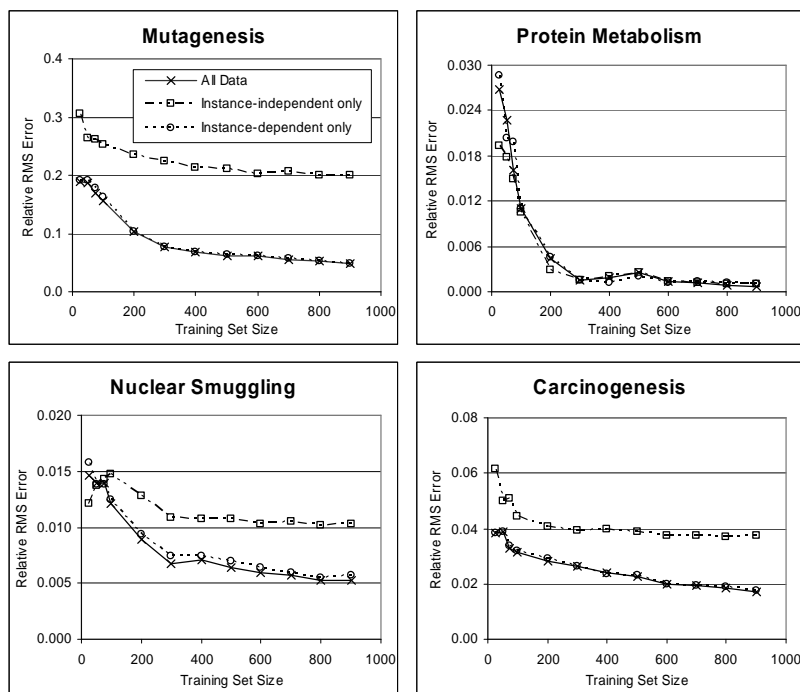 Mutagenesis
0.4
0.3
0.2
0.1
0.0
Relative RMS Error
All Data
Instance-independent only
Instance-dependent only
0 200 400 600 800 1000
Training Set Size
Protein Metabolism
0.030
0.024
0.018
0.012
0.006
0.000
Relative RMS Error
0 200 400 600 800 1000
Training Set Size
Nuclear Smuggling
0.020
0.015
0.010
0.005
0.000
Relative RMS Error
0 200 400 600 800 1000
Training Set Size
Carcinogenesis
0.08
0.06
0.04
0.02
0.00
Relative RMS Error
0 200 400 600 800 1000
Training Set Size